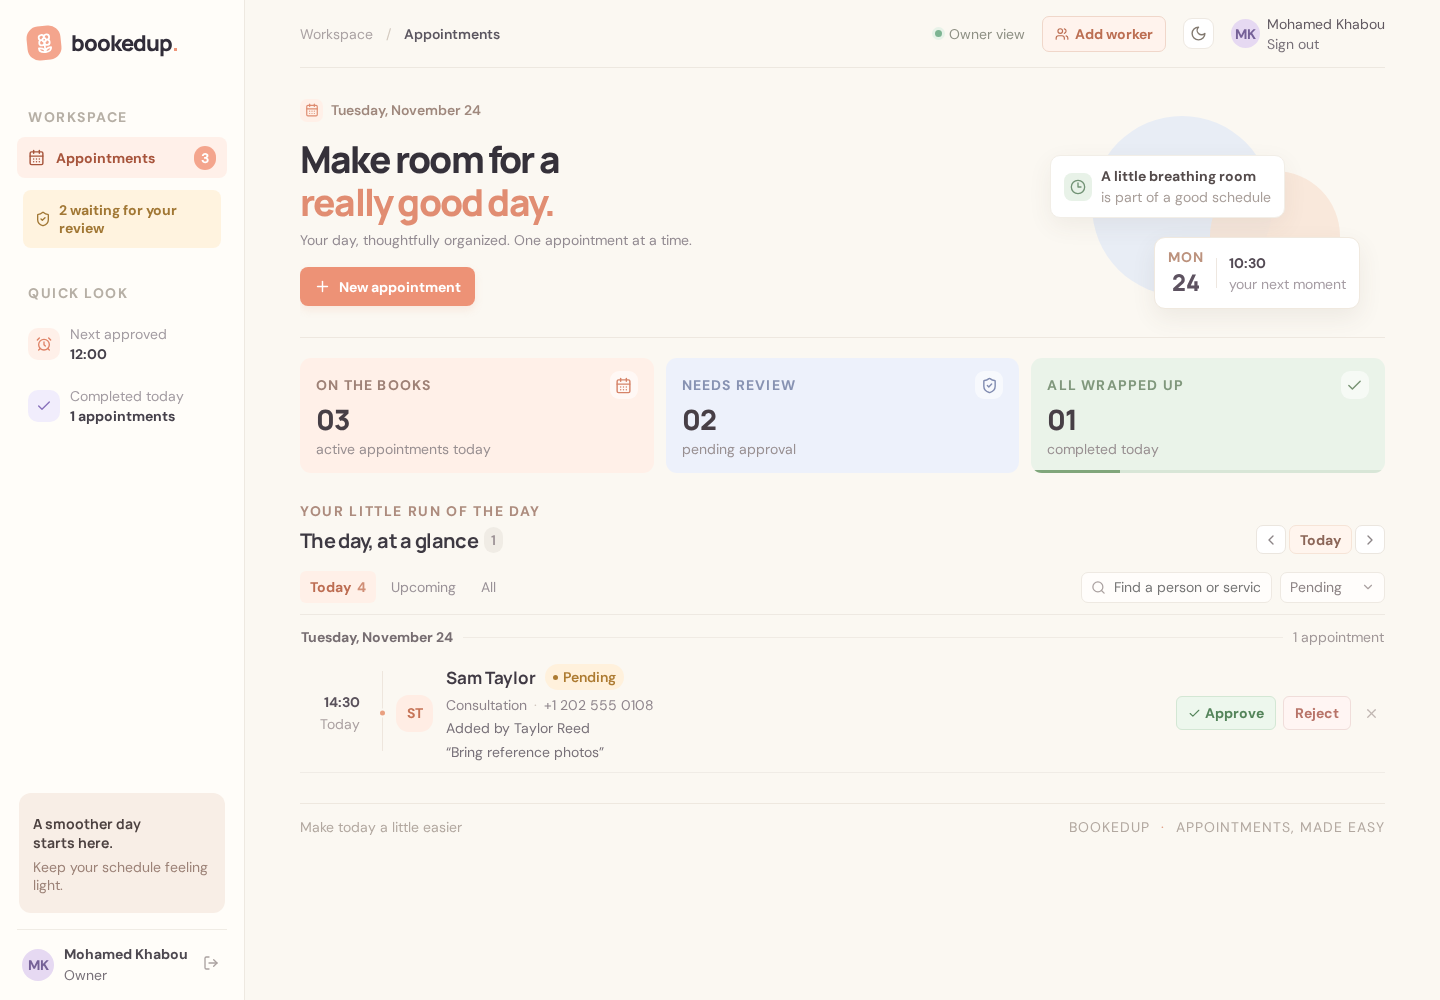 bookedup.
WORKSPACE
Appointments 3
2 waiting for your
review
QUICK LOOK
Next approved
12:00
Completed today
1 appointments
A smoother day
starts here.
Keep your schedule feeling
light.
MK Mohamed Khabou
Owner
Workspace / Appointments
Owner view
Add worker
MK Mohamed Khabou
Sign out
Tuesday, November 24
Make room for a
really good day.
Your day, thoughtfully organized. One appointment at a time.
New appointment
A little breathing room
is part of a good schedule
MON
24
10:30
your next moment
ON THE BOOKS
03
active appointments today
NEEDS REVIEW
02
pending approval
ALL WRAPPED UP
01
completed today
YOUR LITTLE RUN OF THE DAY
The day, at a glance 1
Today
Today 4 Upcoming All
Find a person or servic
Pending
Tuesday, November 24
1 appointment
14:30
Today
ST
Sam Taylor Pending
Consultation · +1 202 555 0108
Added by Taylor Reed
“Bring reference photos”
Approve Reject
Make today a little easier
BOOKEDUP · APPOINTMENTS, MADE EASY